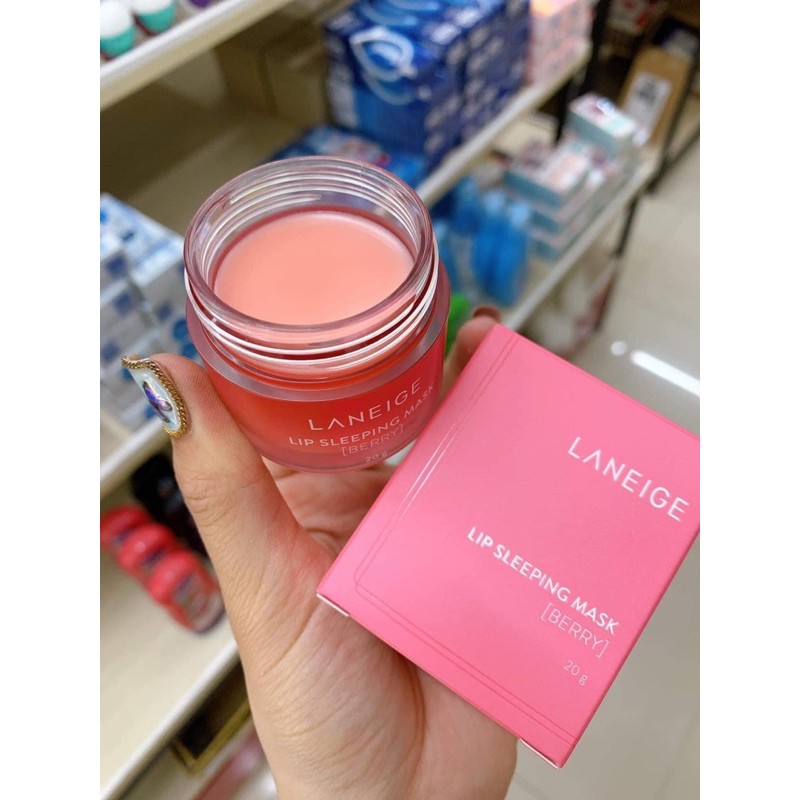 LANEIGE
LIP SLEEPING MASK
[BERRY]
20 g
LANEIGE
LIP SLEEPING MASK
[BERRY]
20 g